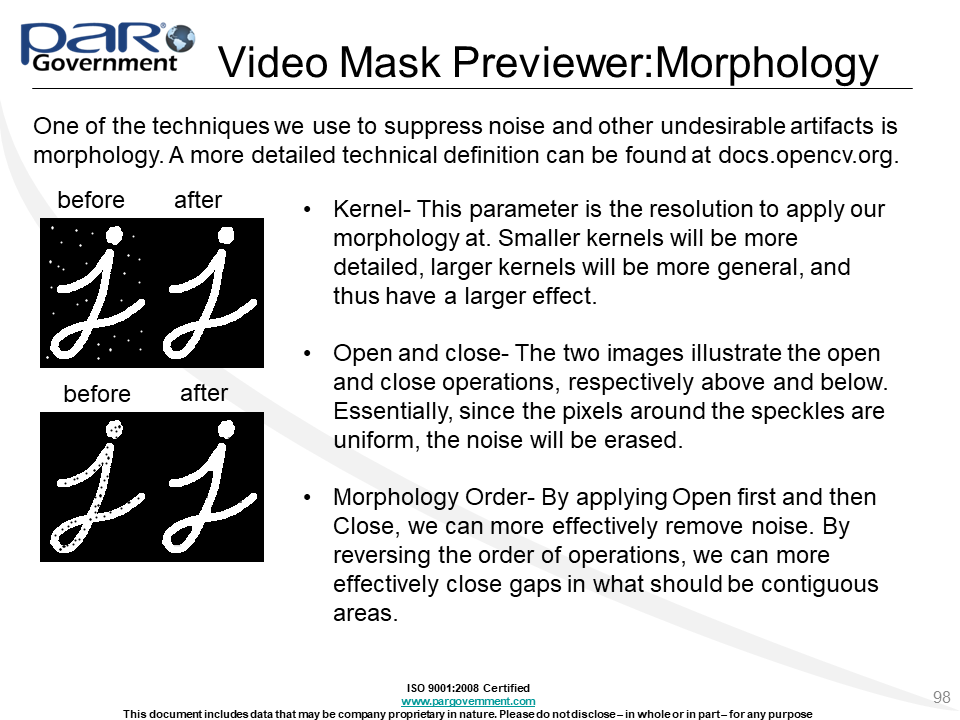 PAR®
Government
Video Mask Previewer:Morphology
One of the techniques we use to suppress noise and other undesirable artifacts is
morphology. A more detailed technical definition can be found at docs.opencv.org.
before after
j j
before after
j j
• Kernel- This parameter is the resolution to apply our
morphology at. Smaller kernels will be more
detailed, larger kernels will be more general, and
thus have a larger effect.
• Open and close- The two images illustrate the open
and close operations, respectively above and below.
Essentially, since the pixels around the speckles are
uniform, the noise will be erased.
• Morphology Order- By applying Open first and then
Close, we can more effectively remove noise. By
reversing the order of operations, we can more
effectively close gaps in what should be contiguous
areas.
ISO 9001:2008 Certified
www.pargovernment.com
This document includes data that may be company proprietary in nature. Please do not disclose – in whole or in part – for any purpose
98